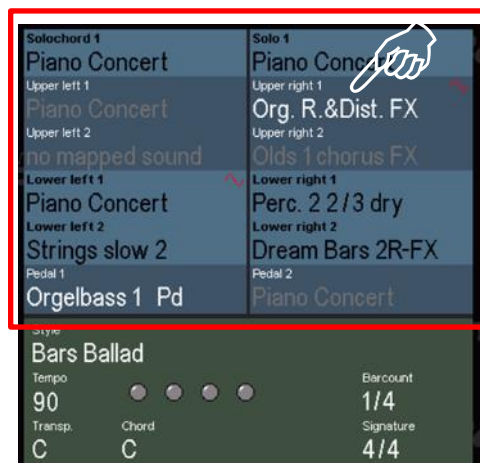 Solochord 1
Piano Concert
Solo 1
Piano Conc
Upper left 1
Piano Concert
Upper right 1
Org. R.&Dist. FX
Upper left 2
no mapped sound
Upper right 2
Olds 1 chorus FX
Lower left 1
Piano Concert
Lower right 1
Perc. 2 2/3 dry
Lower left 2
Strings slow 2
Lower right 2
Dream Bars 2R-FX
Pedal 1
Orgelbass 1 Pd
Pedal 2
Piano Concert
Style
Bars Ballad
Tempo
90
Barcount
1/4
Transp.
C
Chord
C
Signature
4/4